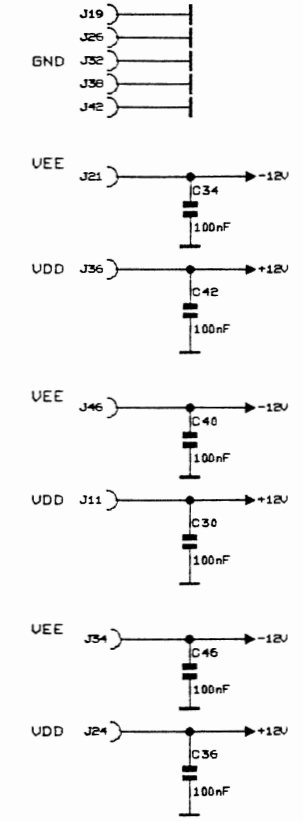 J19
J26
GND J32
J38
J42
VEE J21 -12V
C34
100nF
VDD J36 +12V
C42
100nF
VEE J46 -12V
C40
100nF
VDD J11 +12V
C30
100nF
VEE J34 -12V
C46
100nF
VDD J24 +12V
C36
100nF